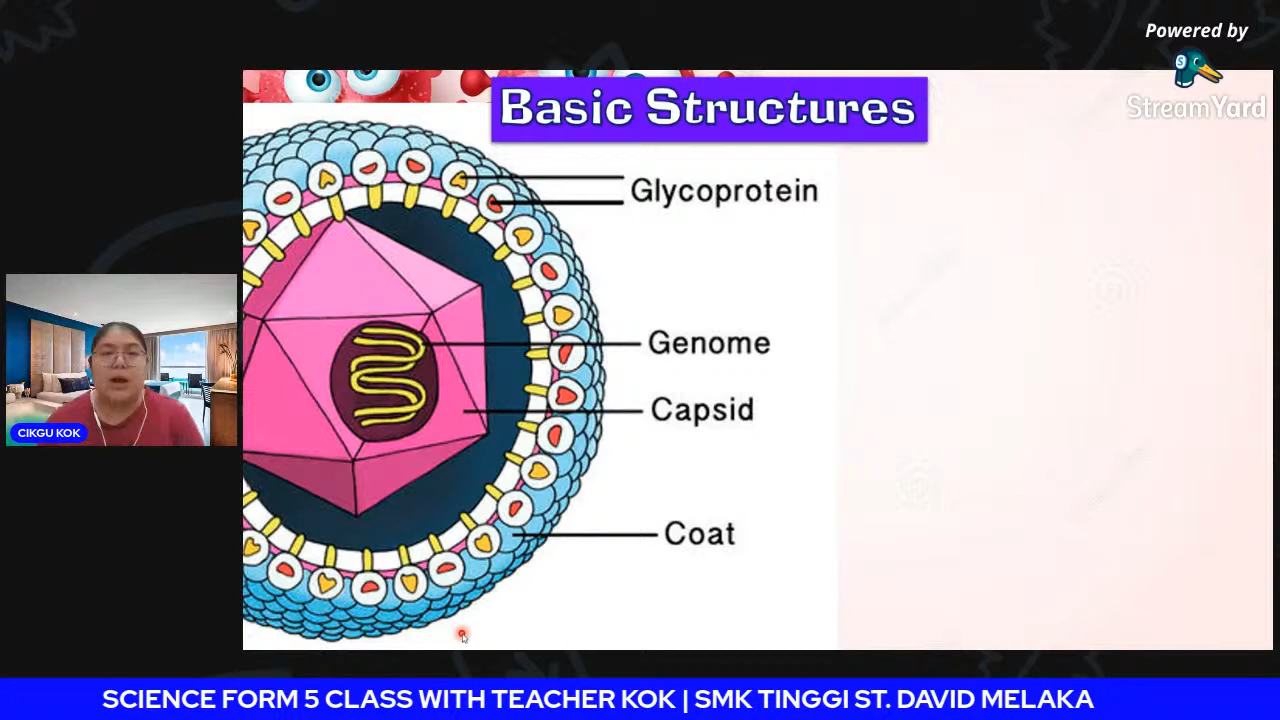 Powered by
StreamYard
Basic Structures
Glycoprotein
Genome
Capsid
Coat
CIKGU KOK
SCIENCE FORM 5 CLASS WITH TEACHER KOK | SMK TINGGI ST. DAVID MELAKA